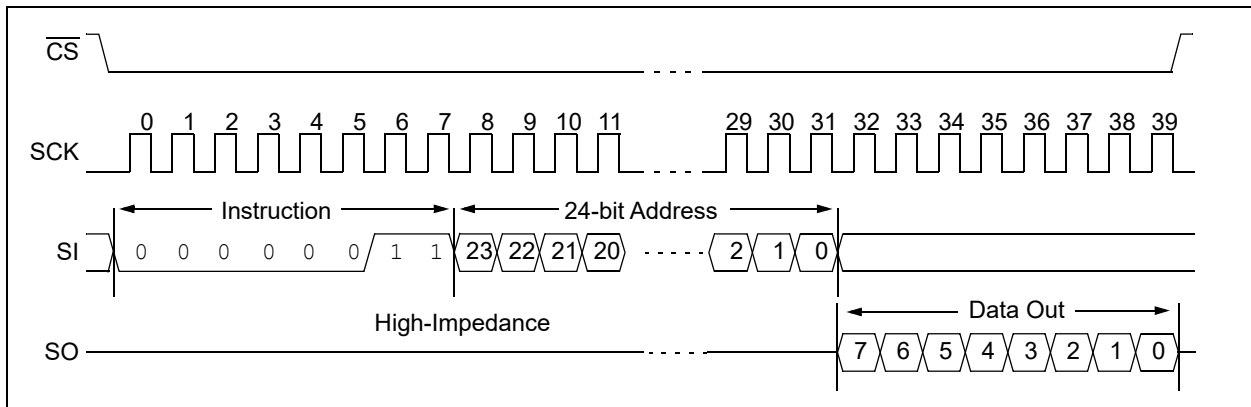 CS
0 1 2 3 4 5 6 7 8 9 10 11 29 30 31 32 33 34 35 36 37 38 39
SCK
Instruction 24-bit Address
SI 0 0 0 0 0 0 1 1 23 22 21 20 2 1 0
High-Impedance Data Out
SO 7 6 5 4 3 2 1 0